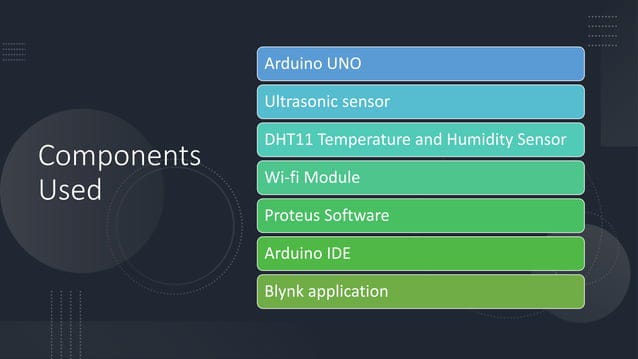 Components
Used
Arduino UNO
Ultrasonic sensor
DHT11 Temperature and Humidity Sensor
Wi-fi Module
Proteus Software
Arduino IDE
Blynk application